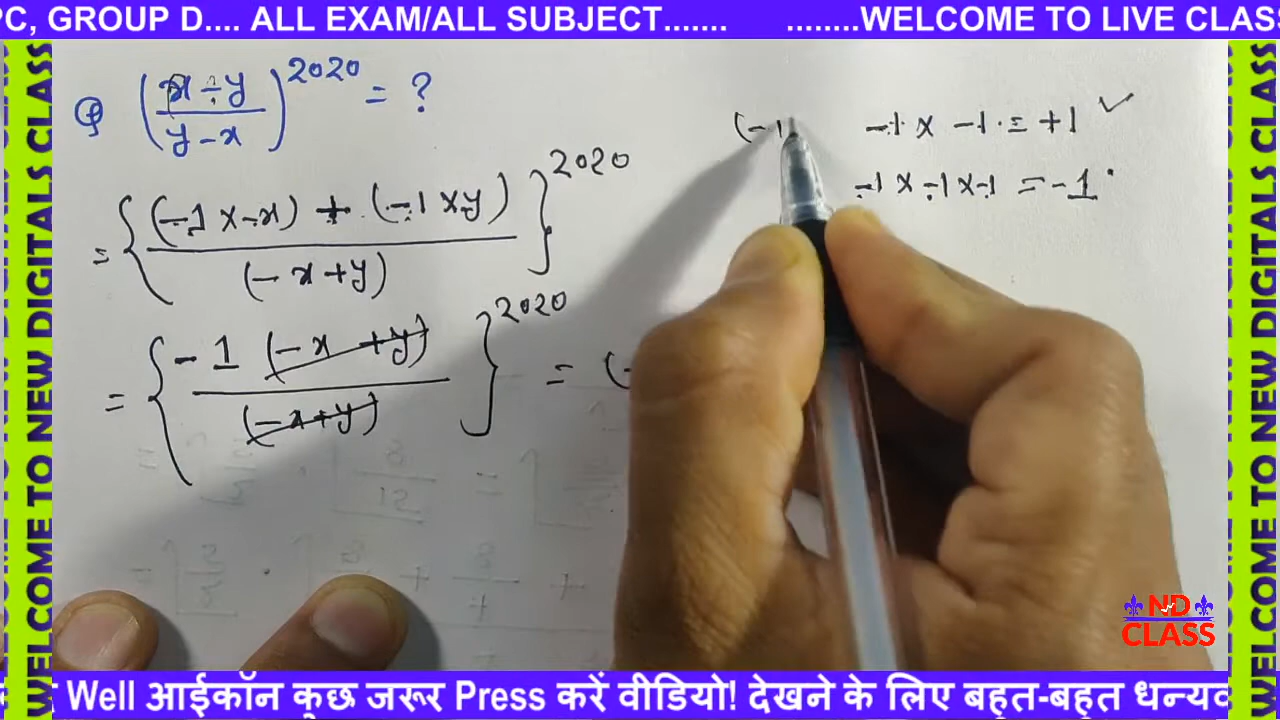 PC, GROUP D.... ALL EXAM/ALL SUBJECT....... ........WELCOME TO LIVE CLASS
WELCOME TO NEW DIGITALS CLASS
Q (x÷y / y-x)^2020 = ?
= {(-1 x -x) + (-1 x y) / (-x+y)}^2020
= {-1 (-x+y) / (-x+y)}^2020 = (-
(-1)
-1 x -1 = +1 ✓
-1 x -1 x -1 = -1
ND
CLASS
Well आईकॉन कुछ जरूर Press करें वीडियो! देखने के लिए बहुत-बहुत
WELCOME TO NEW DIGITALS CLASS